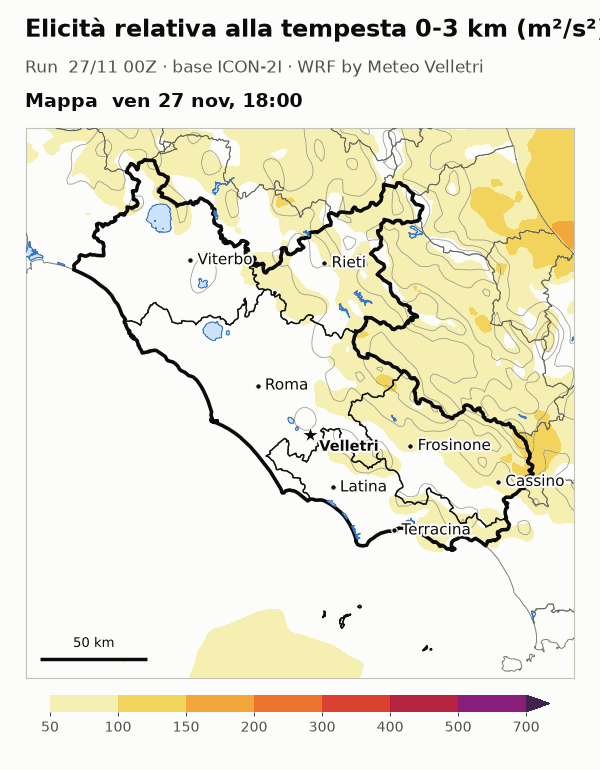 Elicità relativa alla tempesta 0-3 km (m²/s²)
Run 27/11 00Z · base ICON-2I · WRF by Meteo Velletri
Mappa ven 27 nov, 18:00
Viterbo
Rieti
Roma
Velletri
Frosinone
Cassino
Latina
Terracina
50 km
50 100 150 200 300 400 500 700